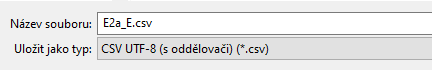 Název souboru: E2a_E.csv
Uložit jako typ: CSV UTF-8 (s oddělovači) (*.csv)